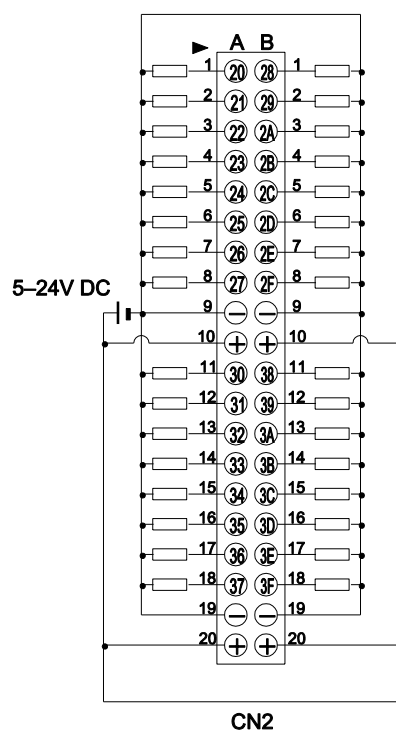 A B
1 20 28 1
2 21 29 2
3 22 2A 3
4 23 2B 4
5 24 2C 5
6 25 2D 6
7 26 2E 7
8 27 2F 8
5–24V DC
9 − − 9
10 + + 10
11 30 38 11
12 31 39 12
13 32 3A 13
14 33 3B 14
15 34 3C 15
16 35 3D 16
17 36 3E 17
18 37 3F 18
19 − − 19
20 + + 20
CN2